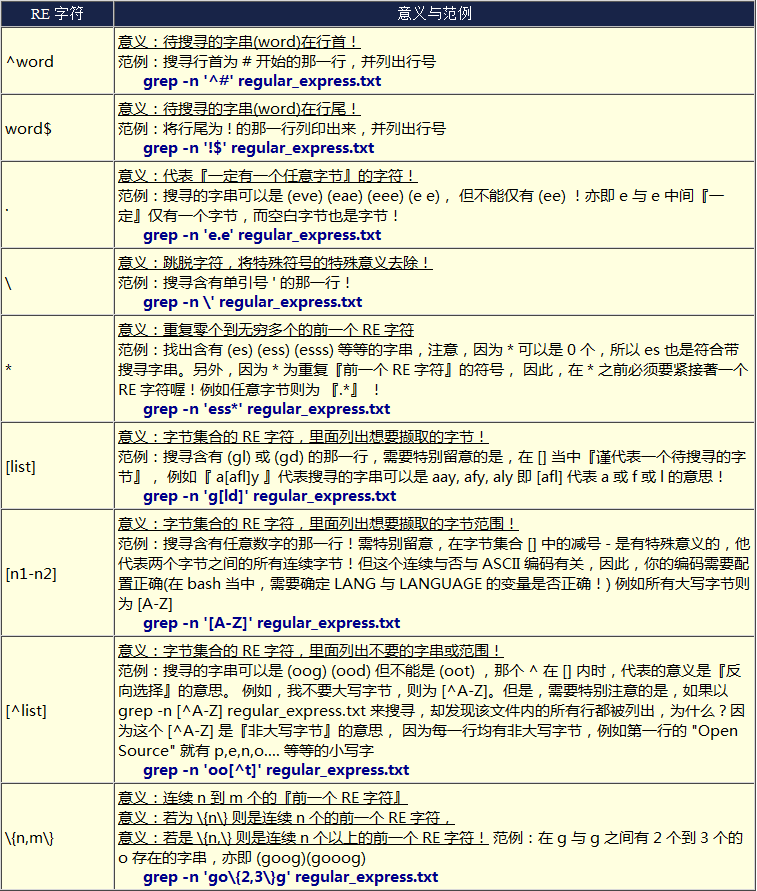 RE 字符 意义与范例
^word
意义：待搜寻的字串(word)在行首！
范例：搜寻行首为 # 开始的那一行，并列出行号
grep -n '^#' regular_express.txt
word$
意义：待搜寻的字串(word)在行尾！
范例：将行尾为 ! 的那一行列印出来，并列出行号
grep -n '!$' regular_express.txt
.
意义：代表『一定有一个任意字节』的字符！
范例：搜寻的字串可以是 (eve) (eae) (eee) (e e)， 但不能仅有 (ee) ！亦即 e 与 e 中间『一
定』仅有一个字节，而空白字节也是字节！
grep -n 'e.e' regular_express.txt
\
意义：跳脱字符，将特殊符号的特殊意义去除！
范例：搜寻含有单引号 ' 的那一行！
grep -n \' regular_express.txt
*
意义：重复零个到无穷多个的前一个 RE 字符
范例：找出含有 (es) (ess) (esss) 等等的字串，注意，因为 * 可以是 0 个，所以 es 也是符合带
搜寻字串。另外，因为 * 为重复『前一个 RE 字符』的符号， 因此，在 * 之前必须要紧接著一个
RE 字符喔！例如任意字节则为 『.*』 ！
grep -n 'ess*' regular_express.txt
[list]
意义：字节集合的 RE 字符，里面列出想要撷取的字节！
范例：搜寻含有 (gl) 或 (gd) 的那一行，需要特别留意的是，在 [] 当中『谨代表一个待搜寻的字
节』， 例如『 a[afl]y 』代表搜寻的字串可以是 aay, afy, aly 即 [afl] 代表 a 或 f 或 l 的意思！
grep -n 'g[ld]' regular_express.txt
[n1-n2]
意义：字节集合的 RE 字符，里面列出想要撷取的字节范围！
范例：搜寻含有任意数字的那一行！需特别留意，在字节集合 [] 中的减号 - 是有特殊意义的，他
代表两个字节之间的所有连续字节！但这个连续与否与 ASCII 编码有关，因此，你的编码需要配
置正确(在 bash 当中，需要确定 LANG 与 LANGUAGE 的变量是否正确！) 例如所有大写字节则
为 [A-Z]
grep -n '[A-Z]' regular_express.txt
[^list]
意义：字节集合的 RE 字符，里面列出不要的字串或范围！
范例：搜寻的字串可以是 (oog) (ood) 但不能是 (oot) ，那个 ^ 在 [] 内时，代表的意义是『反
向选择』的意思。 例如，我不要大写字节，则为 [^A-Z]。但是，需要特别注意的是，如果以
grep -n [^A-Z] regular_express.txt 来搜寻，却发现该文件内的所有行都被列出，为什么？因
为这个 [^A-Z] 是『非大写字节』的意思， 因为每一行均有非大写字节，例如第一行的 "Open
Source" 就有 p,e,n,o.... 等等的小写字
grep -n 'oo[^t]' regular_express.txt
\{n,m\}
意义：连续 n 到 m 个的『前一个 RE 字符』
意义：若为 \{n\} 则是连续 n 个的前一个 RE 字符，
意义：若是 \{n,\} 则是连续 n 个以上的前一个 RE 字符！ 范例：在 g 与 g 之间有 2 个到 3 个的
o 存在的字串，亦即 (goog)(gooog)
grep -n 'go\{2,3\}g' regular_express.txt